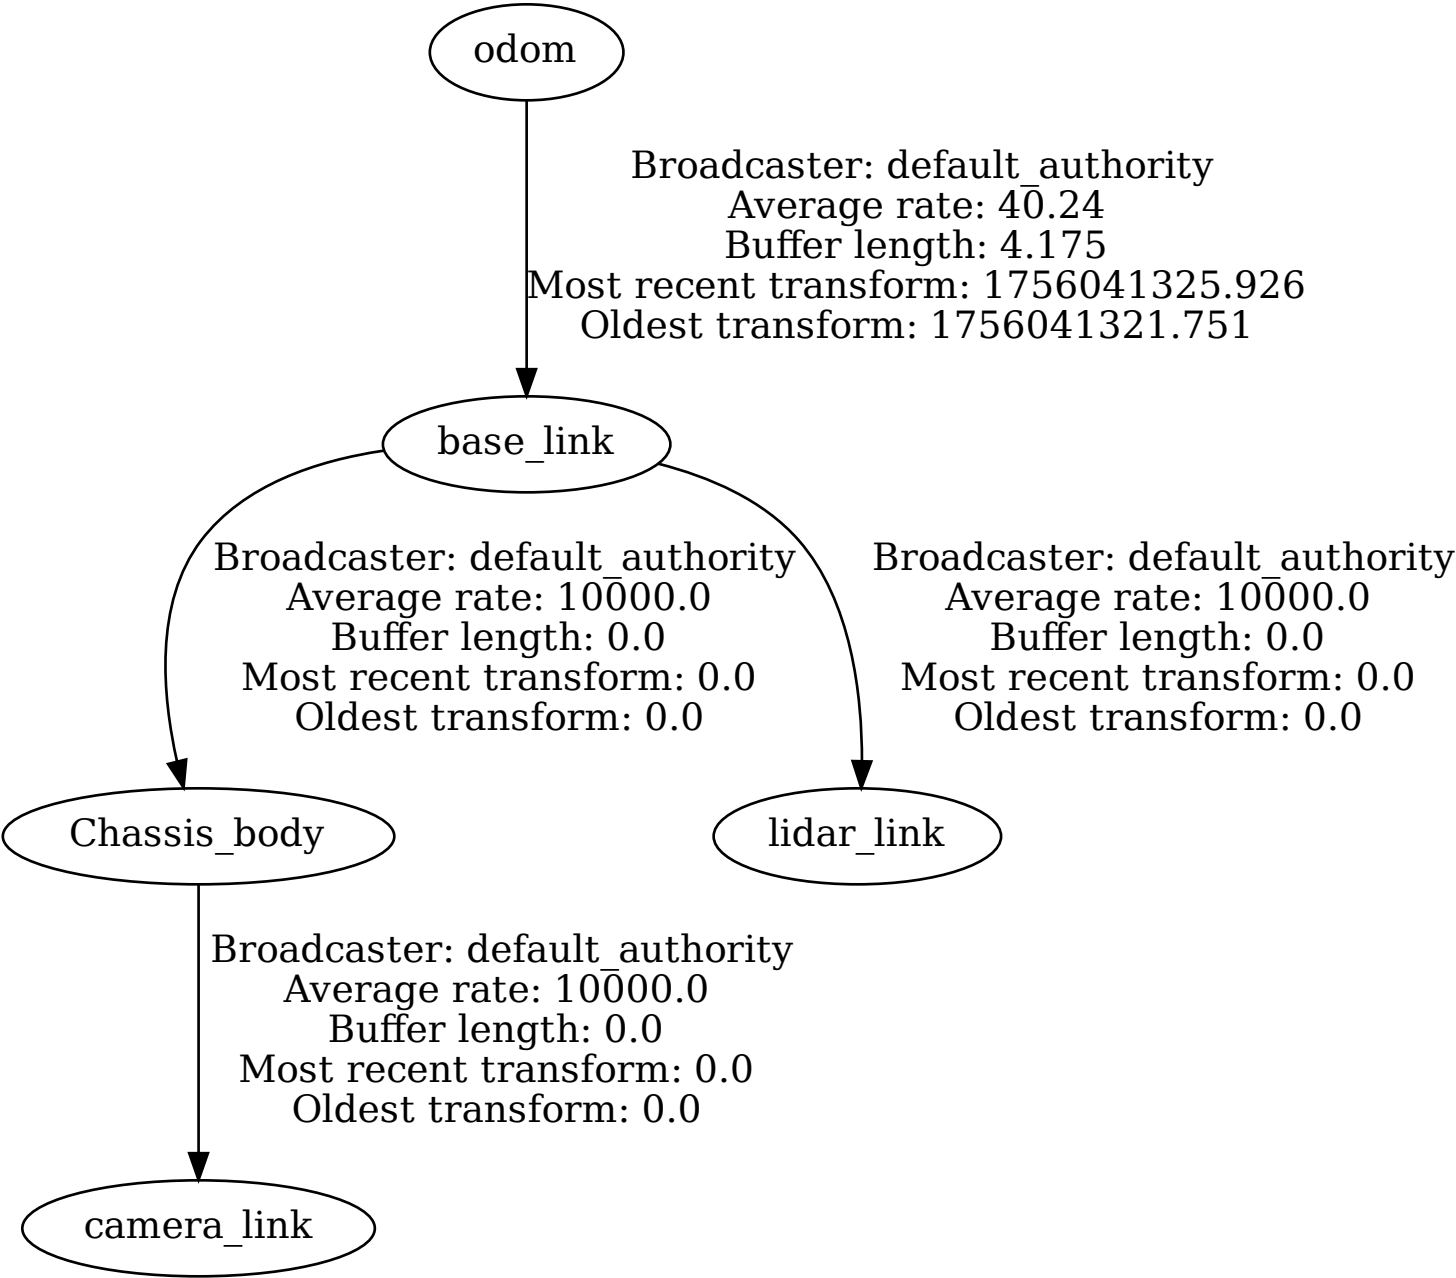 odom
Broadcaster: default_authority
Average rate: 40.24
Buffer length: 4.175
Most recent transform: 1756041325.926
Oldest transform: 1756041321.751
base_link
Broadcaster: default_authority
Average rate: 10000.0
Buffer length: 0.0
Most recent transform: 0.0
Oldest transform: 0.0
Broadcaster: default_authority
Average rate: 10000.0
Buffer length: 0.0
Most recent transform: 0.0
Oldest transform: 0.0
Chassis_body
lidar_link
Broadcaster: default_authority
Average rate: 10000.0
Buffer length: 0.0
Most recent transform: 0.0
Oldest transform: 0.0
camera_link